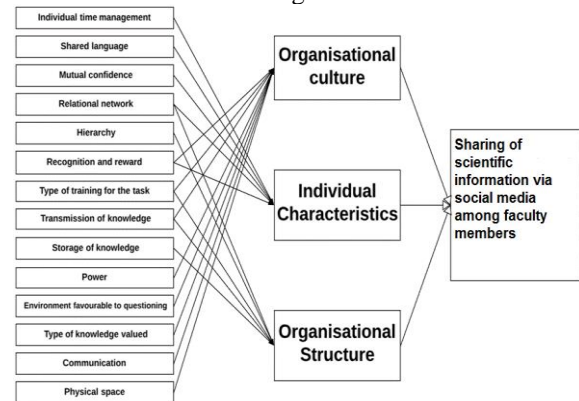 Individual time management
Shared language
Mutual confidence
Relational network
Hierarchy
Recognition and reward
Type of training for the task
Transmission of knowledge
Storage of knowledge
Power
Environment favourable to questioning
Type of knowledge valued
Communication
Physical space
Organisational
culture
Individual
Characteristics
Organisational
Structure
Sharing of
scientific
information via
social media
among faculty
members